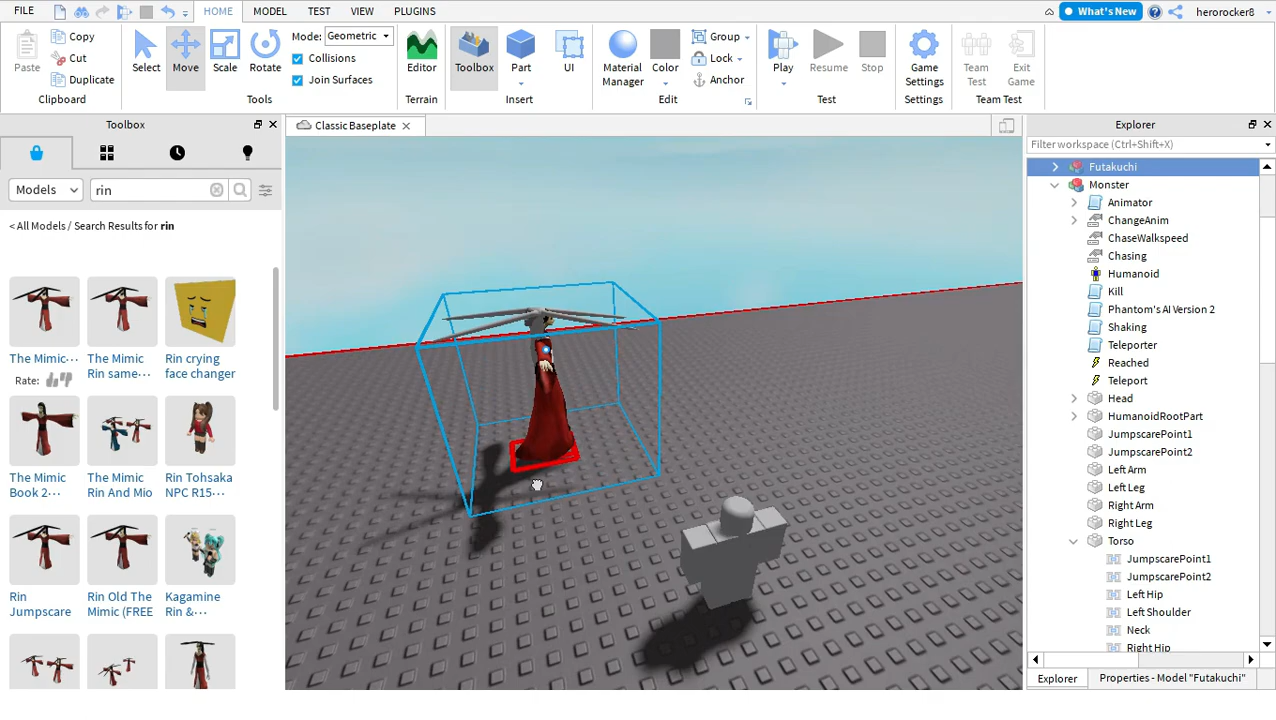 FILE
HOME
MODEL
TEST
VIEW
PLUGINS
What's New
herorocker8
Paste
Copy
Cut
Duplicate
Clipboard
Select
Move
Scale
Rotate
Mode: Geometric
Collisions
Join Surfaces
Tools
Editor
Terrain
Toolbox
Part
UI
Insert
Material
Manager
Color
Group
Lock
Anchor
Edit
Play
Resume
Stop
Test
Game
Settings
Settings
Team
Test
Exit
Game
Team Test
Toolbox
Models
rin
< All Models / Search Results for rin
The Mimic···
Rate:
The Mimic
Rin same···
Rin crying
face changer
The Mimic
Book 2···
The Mimic
Rin And Mio
Rin Tohsaka
NPC R15···
Rin
Jumpscare
Rin Old The
Mimic (FREE
Kagamine
Rin &···
Classic Baseplate
Explorer
Filter workspace (Ctrl+Shift+X)
Futakuchi
Monster
Animator
ChangeAnim
ChaseWalkspeed
Chasing
Humanoid
Kill
Phantom's AI Version 2
Shaking
Teleporter
Reached
Teleport
Head
HumanoidRootPart
JumpscarePoint1
JumpscarePoint2
Left Arm
Left Leg
Right Arm
Right Leg
Torso
JumpscarePoint1
JumpscarePoint2
Left Hip
Left Shoulder
Neck
Right Hip
Explorer
Properties - Model "Futakuchi"